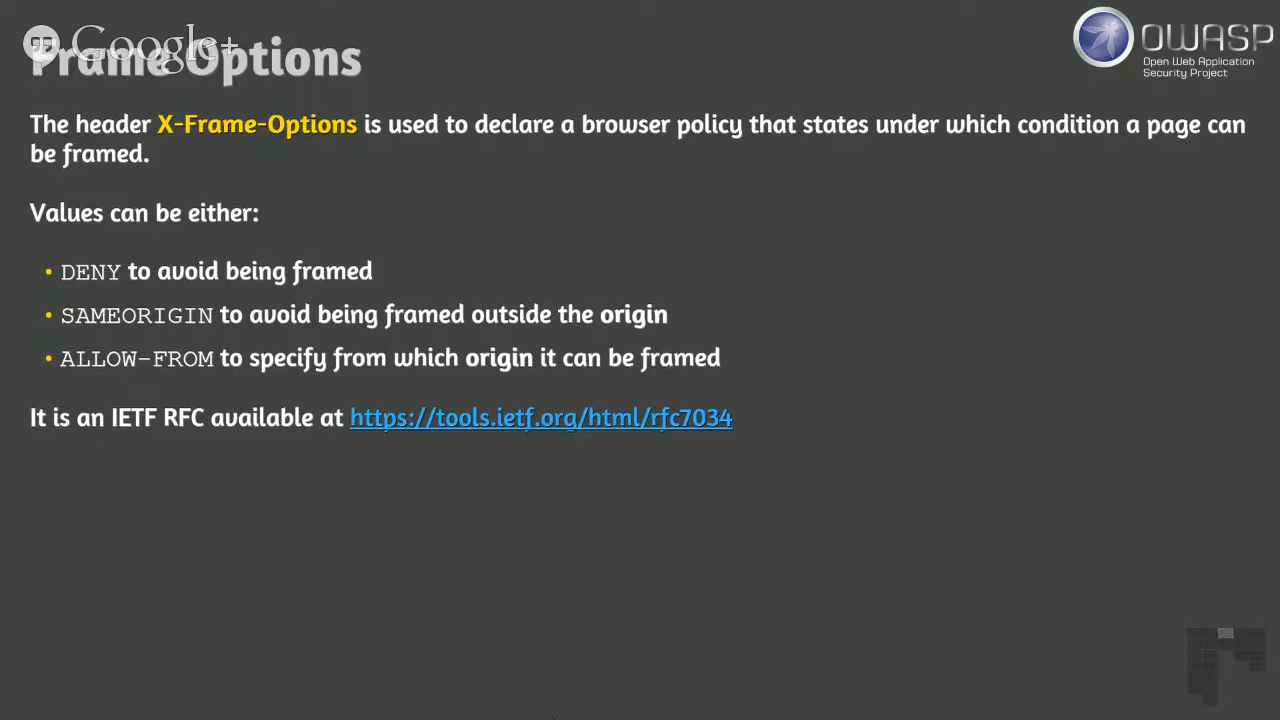 Google+
Frame Options
OWASP
Open Web Application
Security Project
The header X-Frame-Options is used to declare a browser policy that states under which condition a page can
be framed.
Values can be either:
• DENY to avoid being framed
• SAMEORIGIN to avoid being framed outside the origin
• ALLOW-FROM to specify from which origin it can be framed
It is an IETF RFC available at https://tools.ietf.org/html/rfc7034